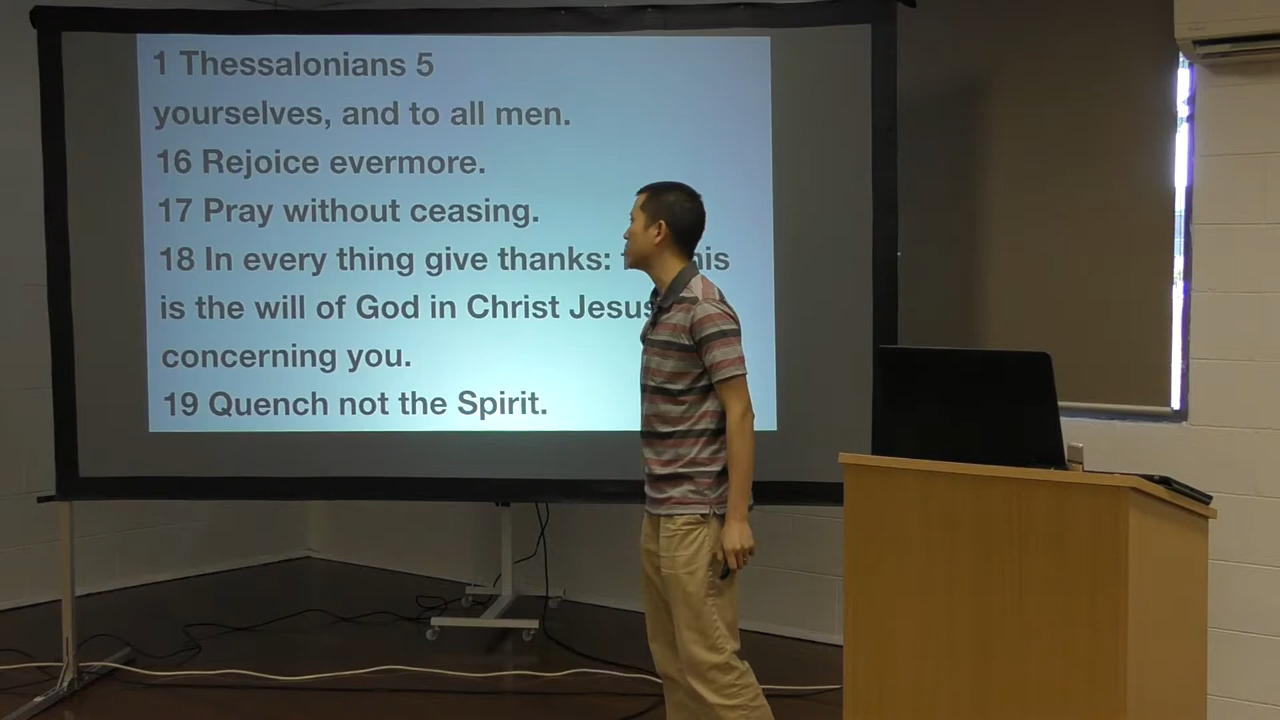 1 Thessalonians 5
yourselves, and to all men.
16 Rejoice evermore.
17 Pray without ceasing.
18 In every thing give thanks:
is the will of God in Christ Jesus
concerning you.
19 Quench not the Spirit.